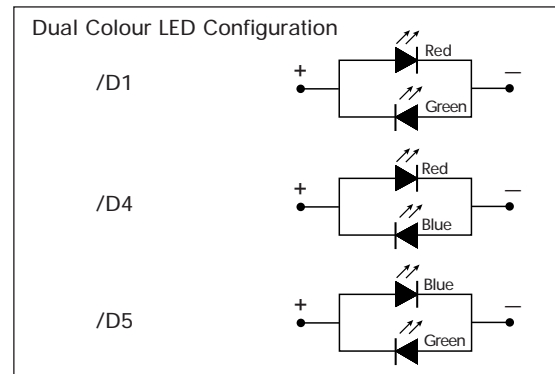 Dual Colour LED Configuration
/D1
+
Red
—
Green
/D4
+
Red
—
Blue
/D5
+
Blue
—
Green